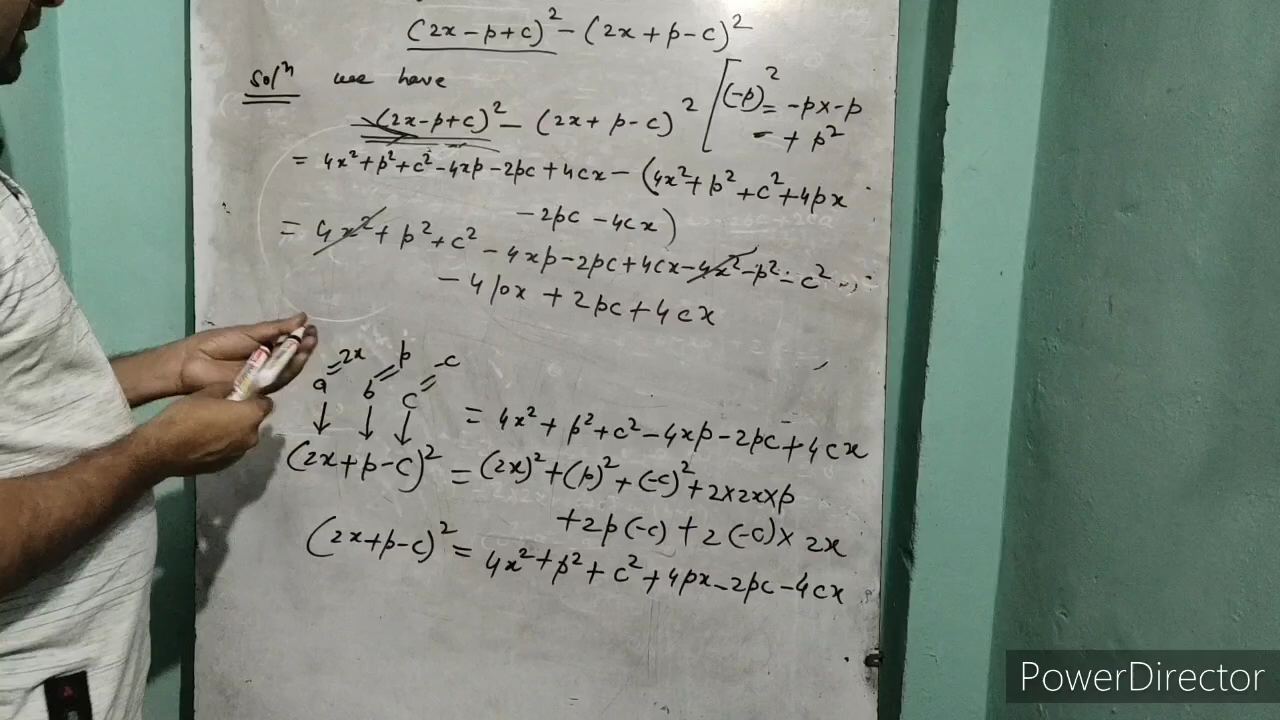 (2x-p+c)² - (2x+p-c)²
Solⁿ we have
(2x-p+c)² - (2x+p-c)² [(-p)² = -px-p
= + p²
= 4x²+p²+c²-4xp-2pc+4cx-(4x²+p²+c²+4px
-2pc-4cx)
= 4x²+p²+c²-4xp-2pc+4cx-4x²-p²-c²
-4px+2pc+4cx
a=2x b=p c=-c
= 4x²+p²+c²-4xp-2pc+4cx
(2x+p-c)² = (2x)²+(p)²+(-c)²+2x2xxp
+2p(-c)+2(-c)x 2x
(2x+p-c)² = 4x²+p²+c²+4px-2pc-4cx
PowerDirector